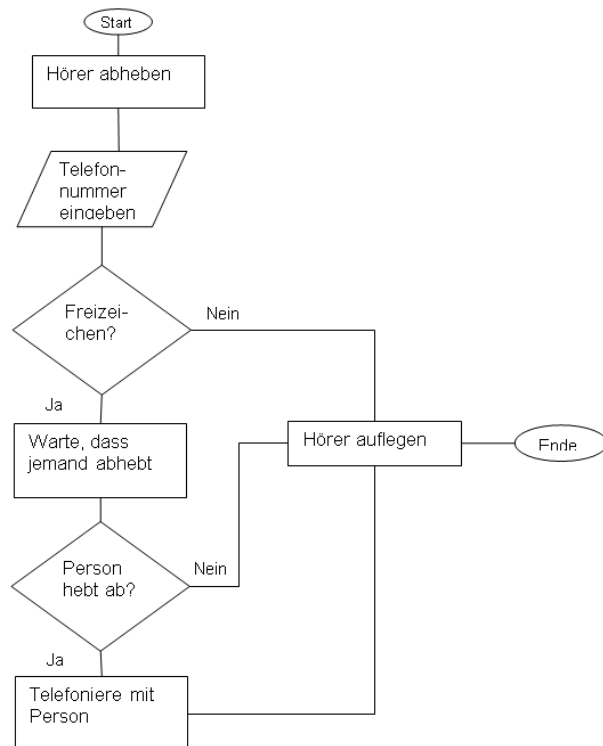 Start
Hörer abheben
Telefon-
nummer
eingeben
Freizei-
chen?
Nein
Ja
Warte, dass
jemand abhebt
Hörer auflegen
Ende
Person
hebt ab?
Nein
Ja
Telefoniere mit
Person